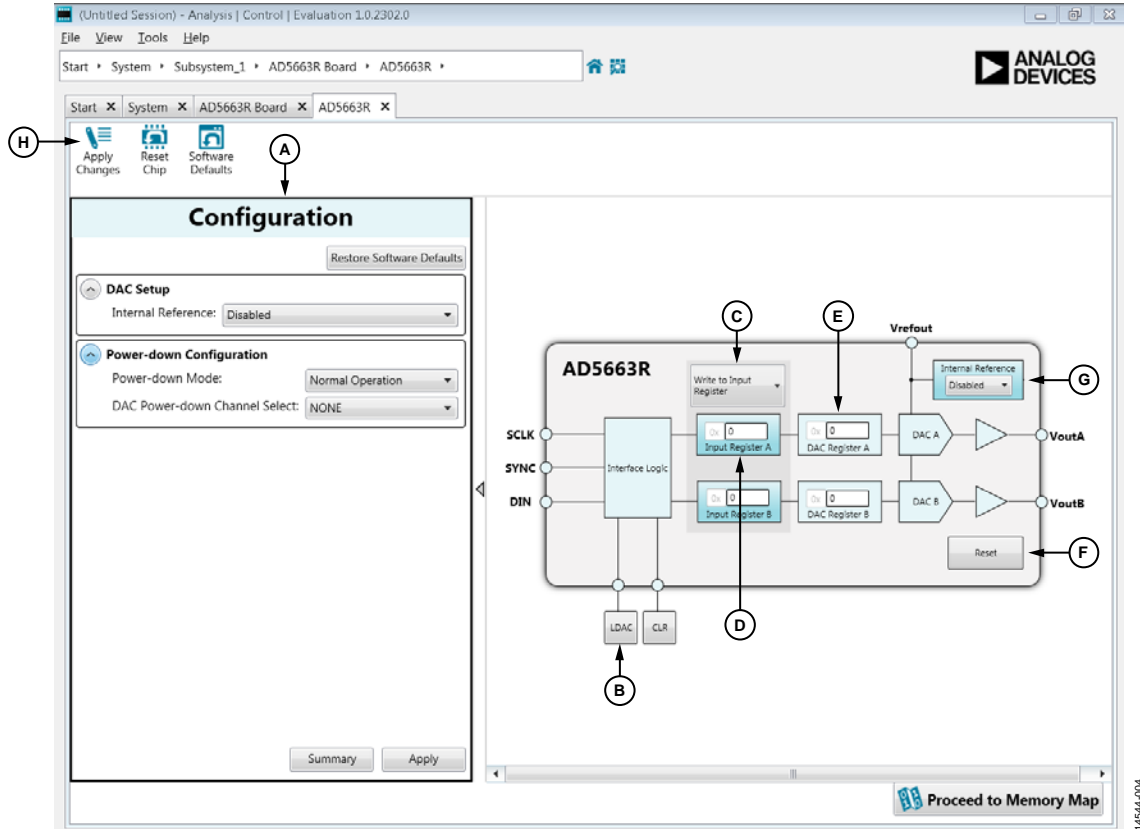 (Untitled Session) - Analysis | Control | Evaluation 1.0.2302.0
File View Tools Help
Start System Subsystem_1 AD5663R Board AD5663R
ANALOG
DEVICES
Start System AD5663R Board AD5663R
H
Apply
Changes
Reset
Chip
Software
Defaults
A
Configuration
Restore Software Defaults
DAC Setup
Internal Reference: Disabled
Power-down Configuration
Power-down Mode: Normal Operation
DAC Power-down Channel Select: NONE
Summary Apply
C
E
Vrefout
AD5663R
Write to Input
Register
Internal Reference
Disabled
G
SCLK
SYNC
DIN
Interface Logic
0x 0
Input Register A
0x 0
DAC Register A
DAC A
VoutA
0x 0
Input Register B
0x 0
DAC Register B
DAC B
VoutB
Reset
F
LDAC
CLR
D
B
Proceed to Memory Map
14544-004